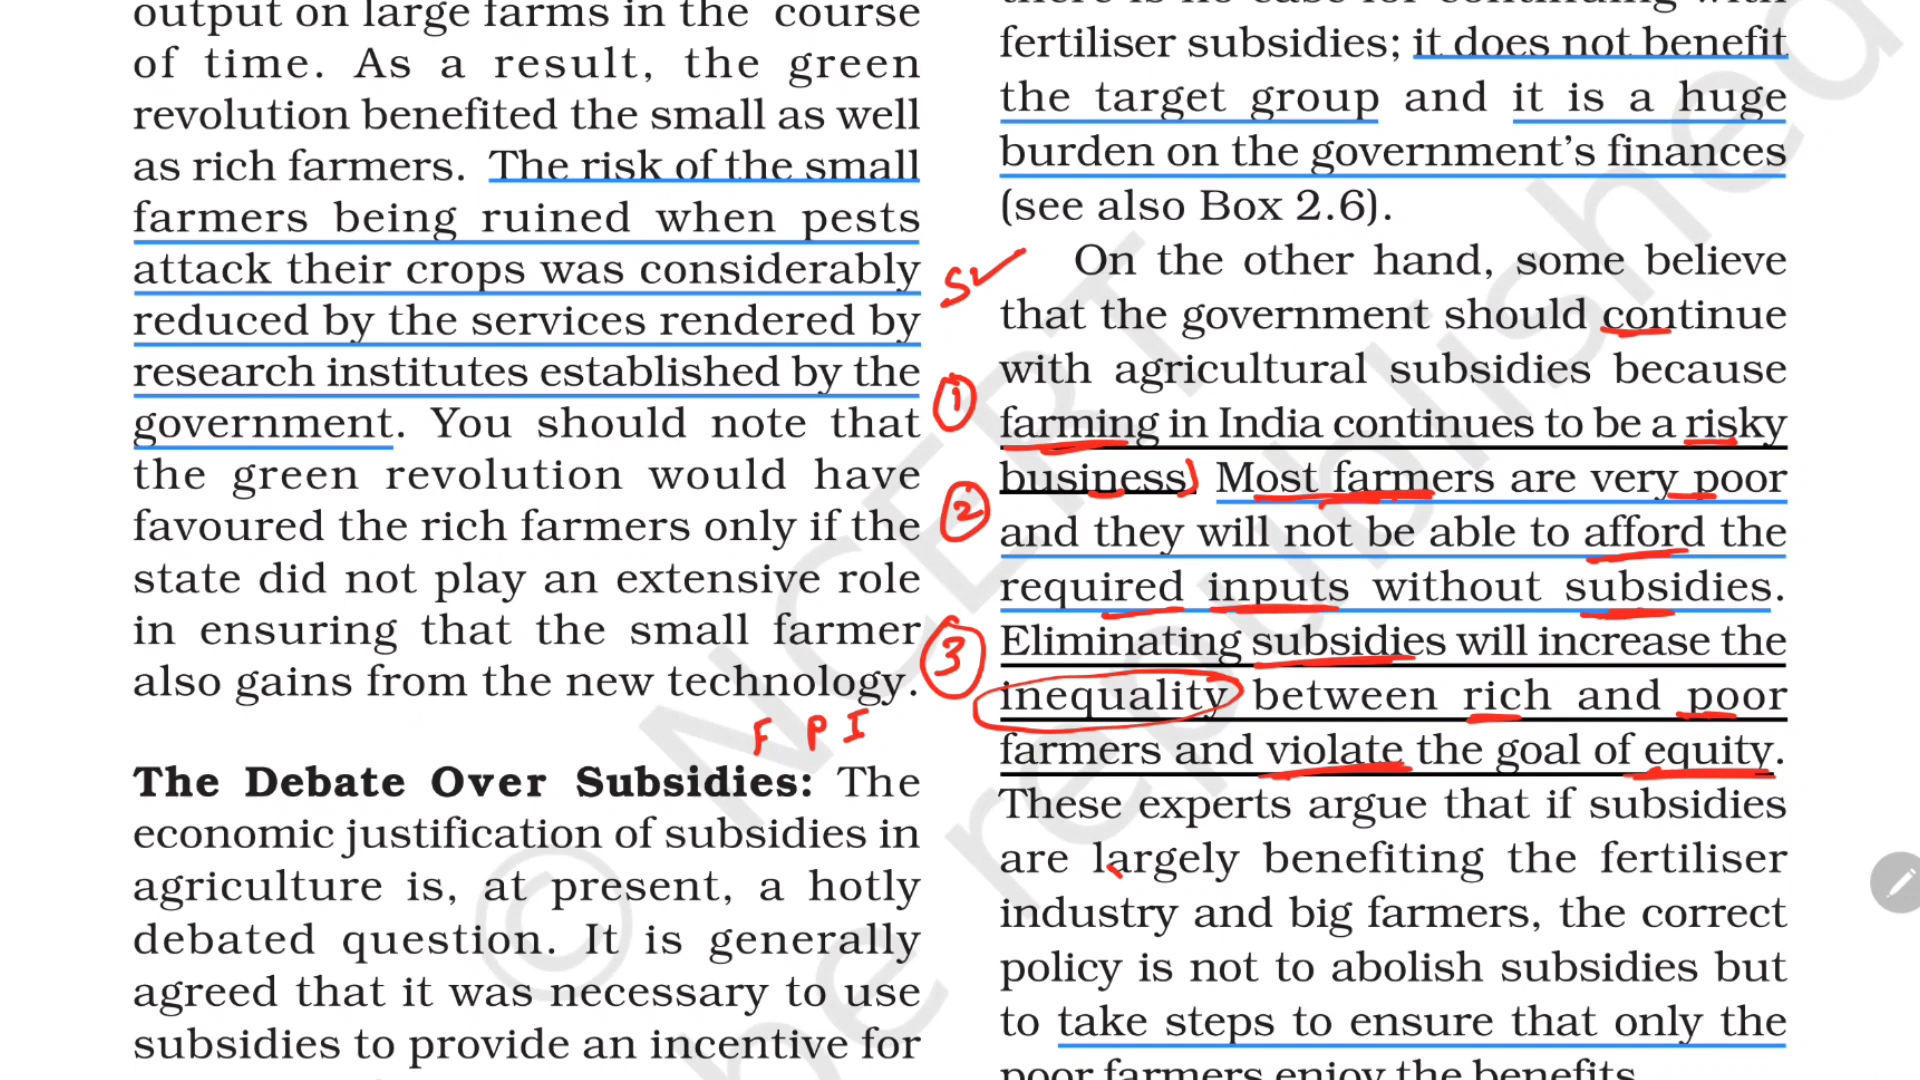 output on large farms in the course
of time. As a result, the green
revolution benefited the small as well
as rich farmers. The risk of the small
farmers being ruined when pests
attack their crops was considerably
reduced by the services rendered by
research institutes established by the
government. You should note that
the green revolution would have
favoured the rich farmers only if the
state did not play an extensive role
in ensuring that the small farmer
also gains from the new technology.
F P I
The Debate Over Subsidies: The
economic justification of subsidies in
agriculture is, at present, a hotly
debated question. It is generally
agreed that it was necessary to use
subsidies to provide an incentive for
fertiliser subsidies; it does not benefit
the target group and it is a huge
burden on the government's finances
(see also Box 2.6).
On the other hand, some believe
that the government should continue
with agricultural subsidies because
1
farming in India continues to be a risky
business. Most farmers are very poor
2
and they will not be able to afford the
required inputs without subsidies.
3
Eliminating subsidies will increase the
inequality between rich and poor
farmers and violate the goal of equity.
These experts argue that if subsidies
are largely benefiting the fertiliser
industry and big farmers, the correct
policy is not to abolish subsidies but
to take steps to ensure that only the
poor farmers enjoy the benefits.
© NCERT
be republished